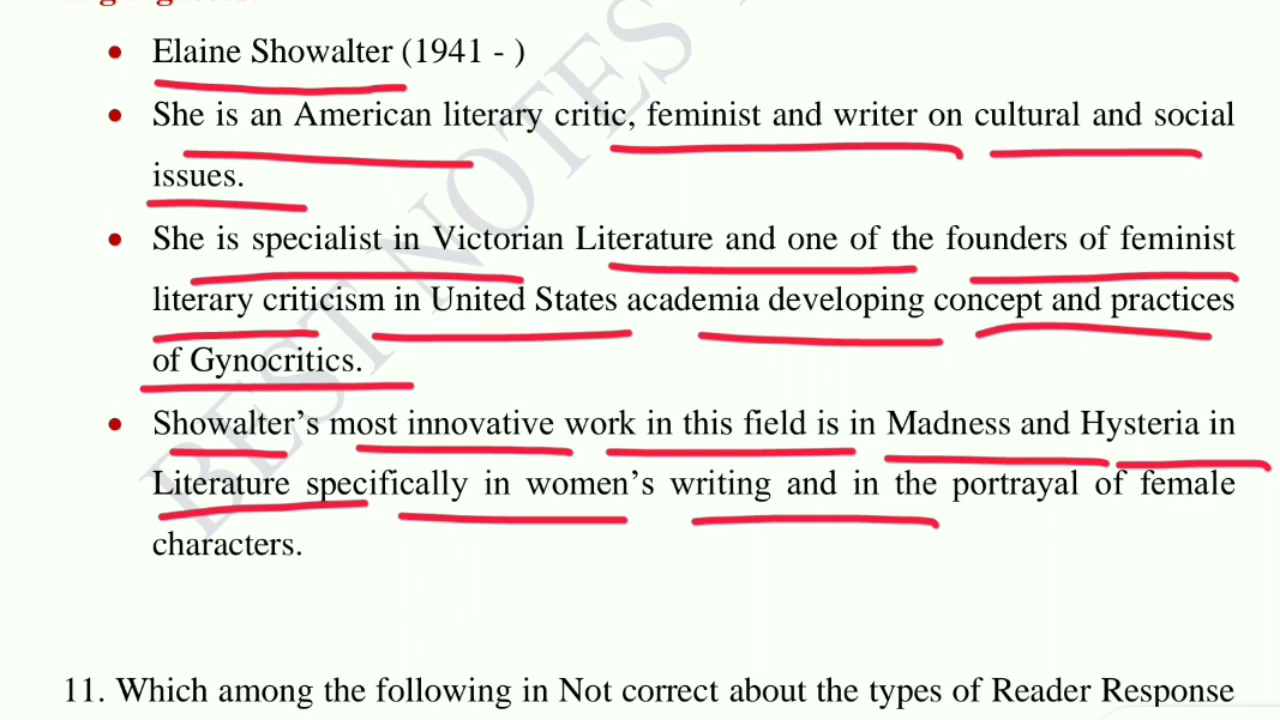 • Elaine Showalter (1941 - )
• She is an American literary critic, feminist and writer on cultural and social
issues.
• She is specialist in Victorian Literature and one of the founders of feminist
literary criticism in United States academia developing concept and practices
of Gynocritics.
• Showalter’s most innovative work in this field is in Madness and Hysteria in
Literature specifically in women’s writing and in the portrayal of female
characters.
11. Which among the following in Not correct about the types of Reader Response
BEST NOTES